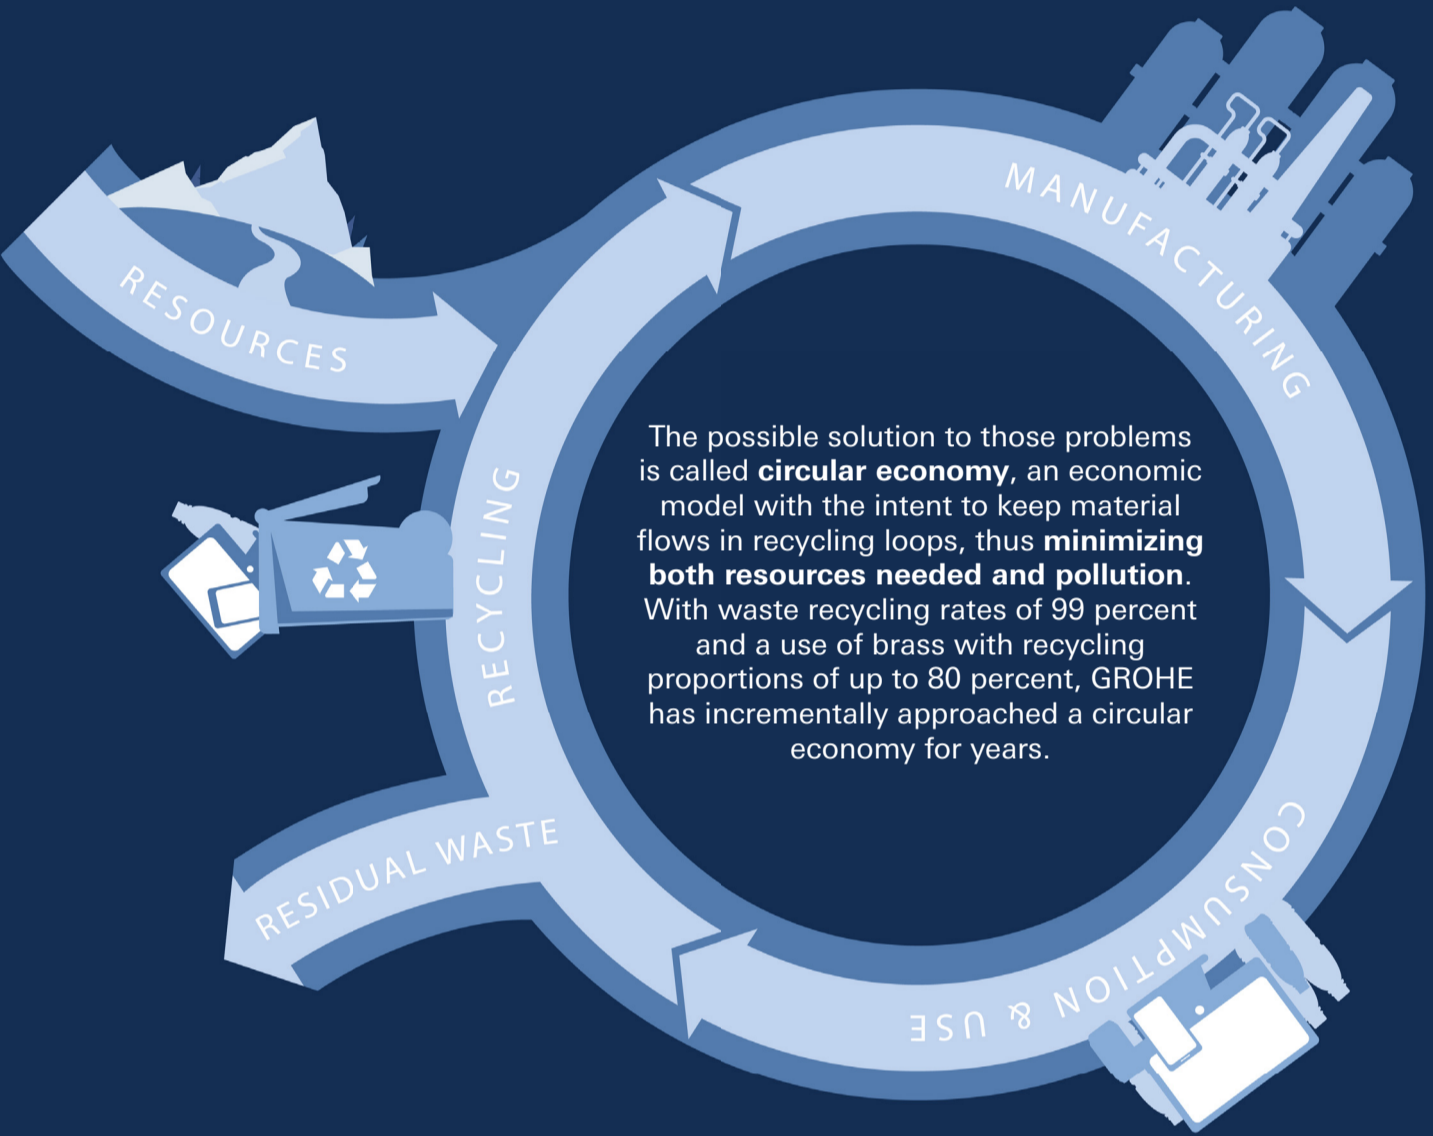 MANUFACTURING
RESOURCES
The possible solution to those problems
is called circular economy, an economic
model with the intent to keep material
flows in recycling loops, thus minimizing
both resources needed and pollution.
With waste recycling rates of 99 percent
and a use of brass with recycling
proportions of up to 80 percent, GROHE
has incrementally approached a circular
economy for years.
RECYCLING
RESIDUAL WASTE
CONSUMPTION & USE